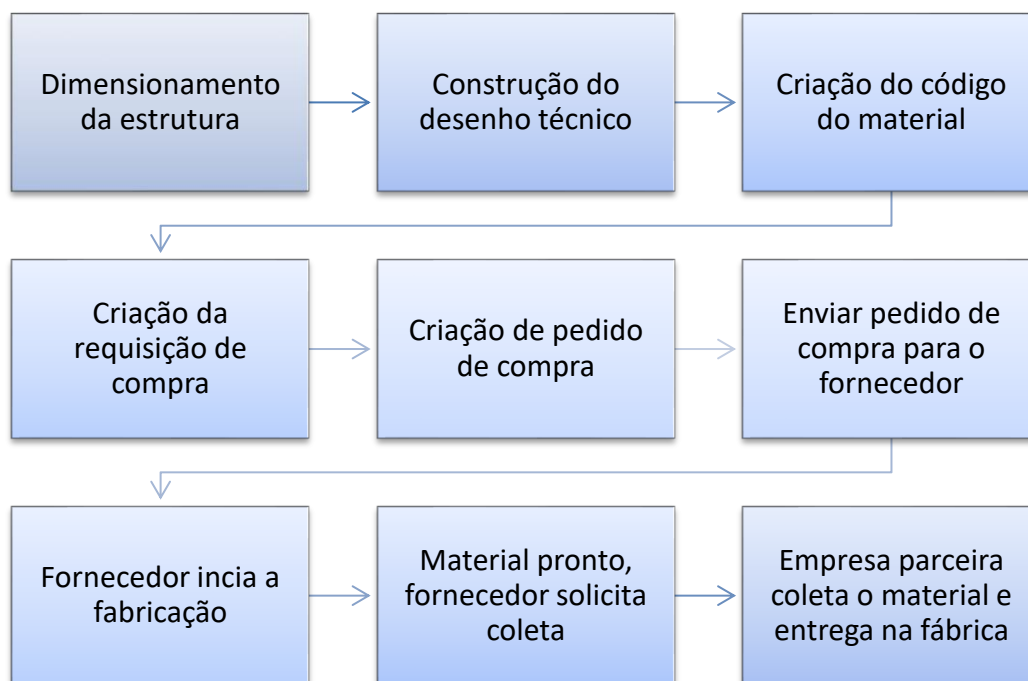 Dimensionamento
da estrutura
Construção do
desenho técnico
Criação do código
do material
Criação da
requisição de
compra
Criação de pedido
de compra
Enviar pedido de
compra para o
fornecedor
Fornecedor incia a
fabricação
Material pronto,
fornecedor solicita
coleta
Empresa parceira
coleta o material e
entrega na fábrica